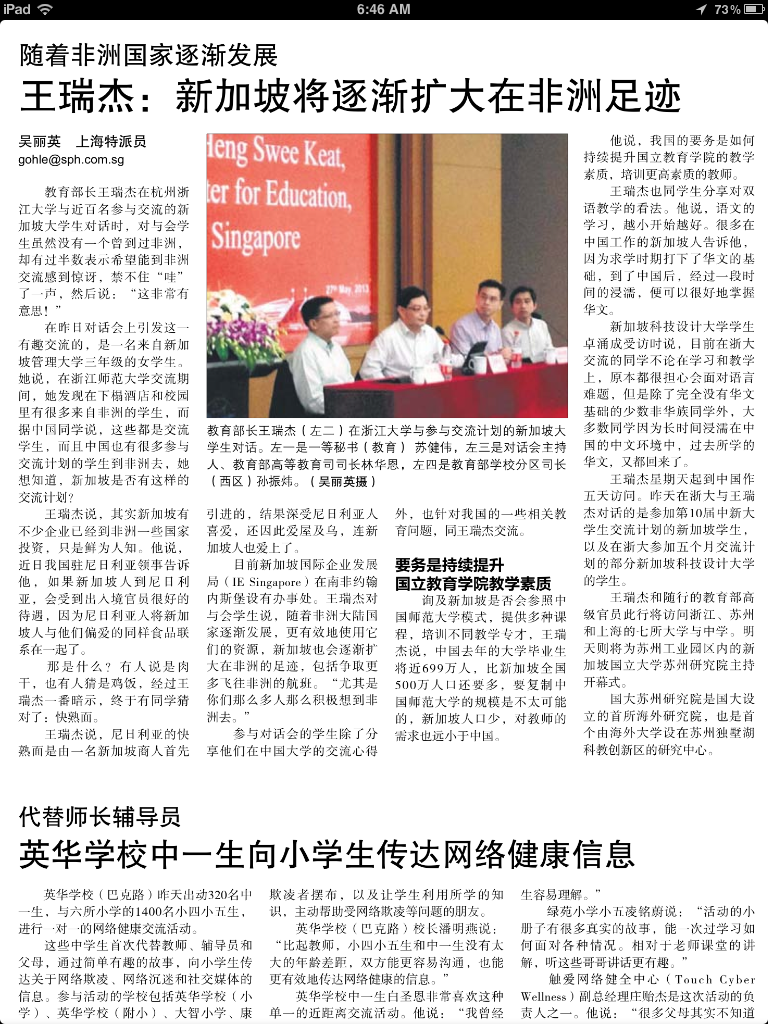 iPad
6:46 AM
73%
随着非洲国家逐渐发展
王瑞杰：新加坡将逐渐扩大在非洲足迹
吴丽英 上海特派员
gohle@sph.com.sg
教育部长王瑞杰在杭州浙
江大学与近百名参与交流的新
加坡大学生对话时，对与会学
生虽然没有一个曾到过非洲，
却有过半数表示希望能到非洲
交流感到惊讶，禁不住“哇”
了一声，然后说：“这非常有
意思！”
在昨日对话会上引发这一
有趣交流的，是一名来自新加
坡管理大学三年级的女学生。
她说，在浙江师范大学交流期
间，她发现在下榻酒店和校园
里有很多来自非洲的学生，而
据中国同学说，这些都是交流
学生，而且中国也有很多参与
交流计划的学生到非洲去，她
想知道，新加坡是否有这样的
交流计划？
王瑞杰说，其实新加坡有
不少企业已经到非洲一些国家
投资，只是鲜为人知。他说，
近日我国驻尼日利亚领事告诉
他，如果新加坡人到尼日利
亚，会受到出入境官员很好的
待遇，因为尼日利亚人将新加
坡人与他们偏爱的同样食品联
系在一起了。
那是什么？有人说是肉
干，也有人猜是鸡饭，经过王
瑞杰一番暗示，终于有同学猜
对了：快熟面。
王瑞杰说，尼日利亚的快
熟面是由一名新加坡商人首先
Heng Swee Keat,
ter for Education,
Singapore
27th May, 2013
教育部长王瑞杰（左二）在浙江大学与参与交流计划的新加坡大
学生对话。左一是一等秘书（教育） 苏健伟，左三是对话会主持
人、教育部高等教育司司长林华恩，左四是教育部学校分区司长
（西区）孙振炜。（吴丽英摄）
引进的，结果深受尼日利亚人
喜爱，还因此爱屋及乌，连新
加坡人也爱上了。
目前新加坡国际企业发展
局（IE Singapore）在南非约翰
内斯堡设有办事处。王瑞杰对
与会学生说，随着非洲大陆国
家逐渐发展，更有效地使用它
们的资源，新加坡也会逐渐扩
大在非洲的足迹，包括争取更
多飞往非洲的航班。“尤其是
你们那么多人那么积极想到非
洲去。”
参与对话会的学生除了分
享他们在中国大学的交流心得
外，也针对我国的一些相关教
育问题，同王瑞杰交流。
要务是持续提升
国立教育学院教学素质
询及新加坡是否会参照中
国师范大学模式，提供多种课
程，培训不同教学专才，王瑞
杰说，中国去年的大学毕业生
将近699万人，比新加坡全国
500万人口还要多，要复制中
国师范大学的规模是不太可能
的，新加坡人口少，对教师的
需求也远小于中国。
他说，我国的要务是如何
持续提升国立教育学院的教学
素质，培训更高素质的教师。
王瑞杰也同学生分享对双
语教学的看法。他说，语文的
学习，越小开始越好。很多在
中国工作的新加坡人告诉他，
因为求学时期打下了华文的基
础，到了中国后，经过一段时
间的浸濡，便可以很好地掌握
华文。
新加坡科技设计大学学生
卓涌成受访时说，目前在浙大
交流的同学不论在学习和教学
上，原本都很担心会面对语言
难题，但是除了完全没有华文
基础的少数非华族同学外，大
多数同学因为长时间浸濡在中
国的中文环境中，过去所学的
华文，又都回来了。
王瑞杰星期天起到中国作
五天访问。昨天在浙大与王瑞
杰对话的是参加第10届中新大
学生交流计划的新加坡学生，
以及在浙大参加五个月交流计
划的部分新加坡科技设计大学
的学生。
王瑞杰和随行的教育部高
级官员此行将访问浙江、苏州
和上海的七所大学与中学。明
天则将为苏州工业园区内的新
加坡国立大学苏州研究院主持
开幕式。
国大苏州研究院是国大设
立的首所海外研究院，也是首
个由海外大学设在苏州独墅湖
科教创新区的研究中心。
代替师长辅导员
英华学校中一生向小学生传达网络健康信息
英华学校（巴克路）昨天出动320名中
一生，与六所小学的1400名小四小五生，
进行一对一的网络健康交流活动。
这些中学生首次代替教师、辅导员和
父母，通过简单有趣的故事，向小学生传
达关于网络欺凌、网络沉迷和社交媒体的
信息。参与活动的学校包括英华学校（小
学）、英华学校（附小）、大智小学、康
欺凌者摆布，以及让学生利用所学的知
识，主动帮助受网络欺凌等问题的朋友。
英华学校（巴克路）校长潘明燕说：
“比起教师，小四小五生和中一生没有太
大的年龄差距，双方能更容易沟通，也能
更有效地传达网络健康的信息。”
英华学校中一生白圣恩非常喜欢这种
单一的近距离交流活动。他说：“我曾经
生容易理解。”
绿苑小学小五凌铭蔚说：“活动的小
册子有很多真实的故事，能一次过学习如
何面对各种情况。相对于老师课堂的讲
解，听这些哥哥讲话更有趣。”
触爱网络健全中心（Touch Cyber
Wellness）副总经理庄贻杰是这次活动的负
责人之一。他说：“很多父母其实不知道